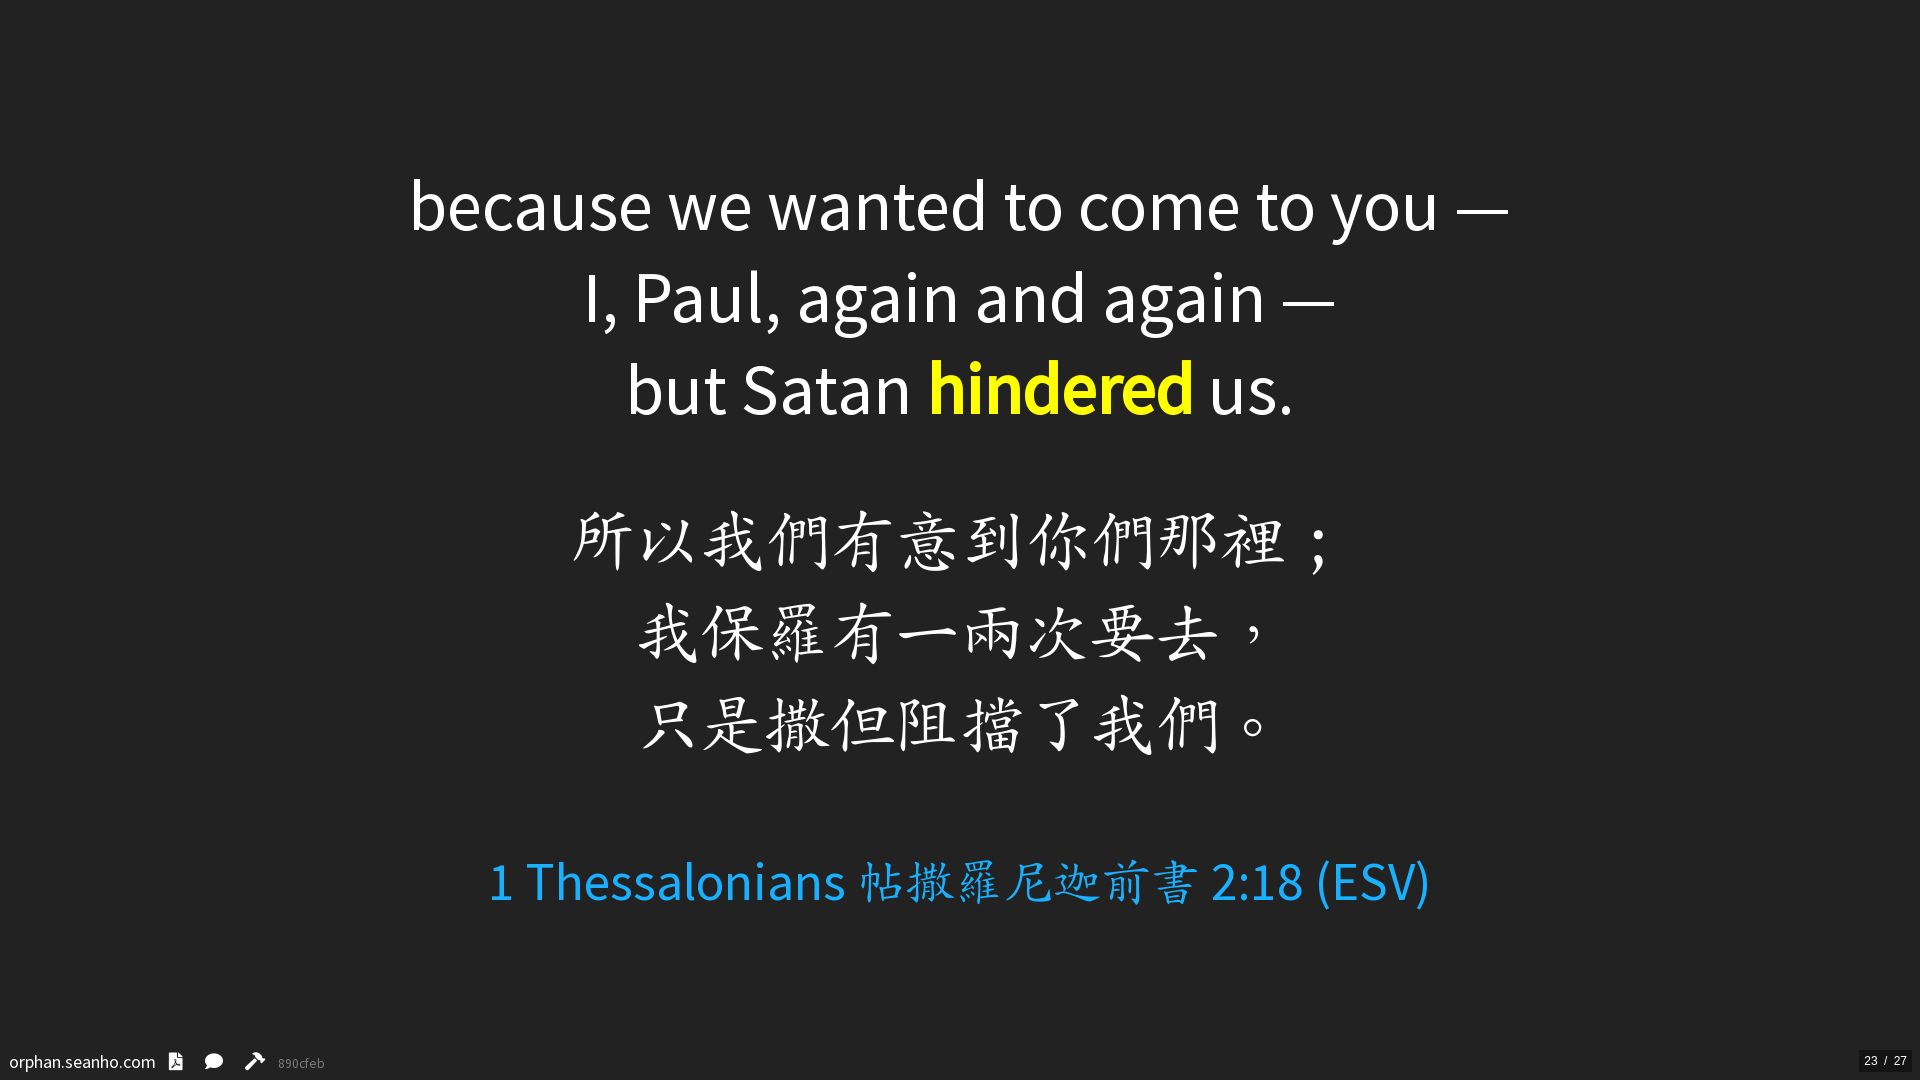 because we wanted to come to you —
I, Paul, again and again —
but Satan hindered us.
所以我們有意到你們那裡；
我保羅有一兩次要去，
只是撒但阻擋了我們。
1 Thessalonians 帖撒羅尼迦前書 2:18 (ESV)
orphan.seanho.com 890cfeb
23 / 27